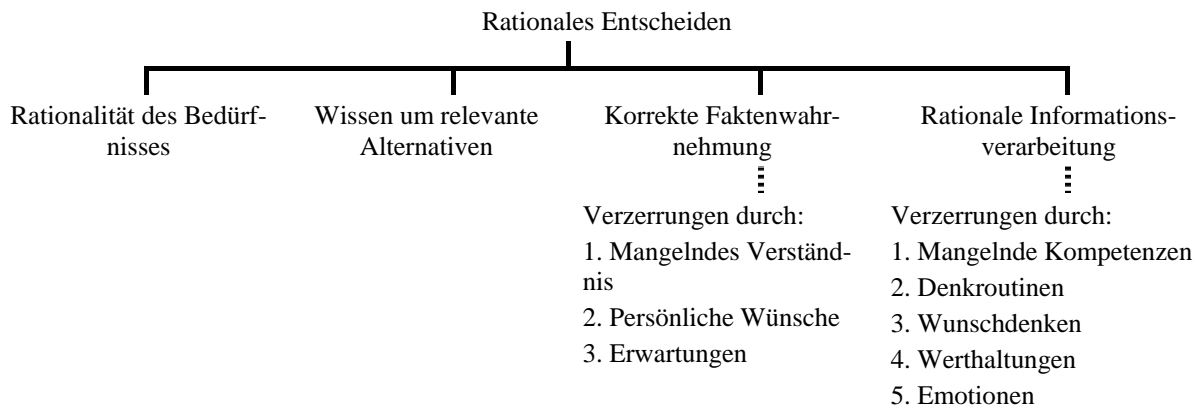 Rationales Entscheiden
Rationalität des Bedürf-
nisses
Wissen um relevante
Alternativen
Korrekte Faktenwahr-
nehmung
Rationale Informations-
verarbeitung
Verzerrungen durch:
1. Mangelndes Verständ-
nis
2. Persönliche Wünsche
3. Erwartungen
Verzerrungen durch:
1. Mangelnde Kompetenzen
2. Denkroutinen
3. Wunschdenken
4. Werthaltungen
5. Emotionen